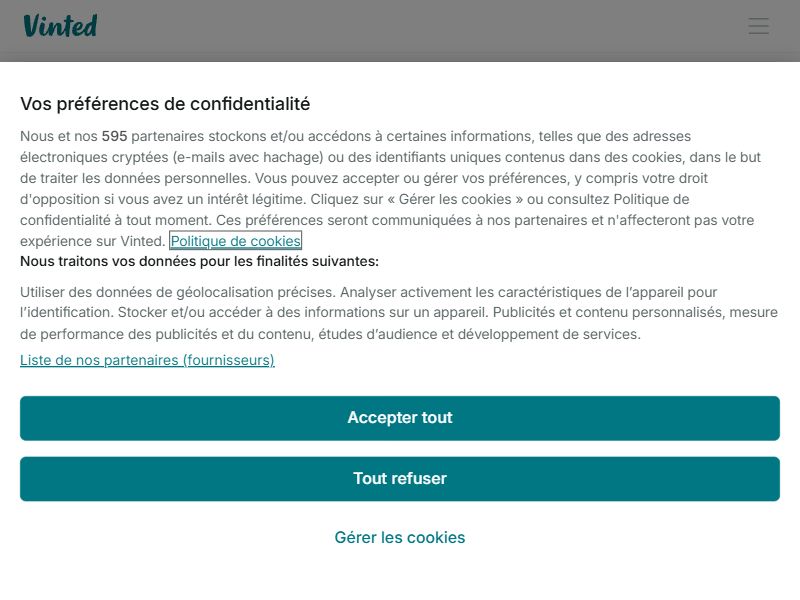 Vinted
Vos préférences de confidentialité
Nous et nos 595 partenaires stockons et/ou accédons à certaines informations, telles que des adresses
électroniques cryptées (e-mails avec hachage) ou des identifiants uniques contenus dans des cookies, dans le but
de traiter les données personnelles. Vous pouvez accepter ou gérer vos préférences, y compris votre droit
d'opposition si vous avez un intérêt légitime. Cliquez sur « Gérer les cookies » ou consultez Politique de
confidentialité à tout moment. Ces préférences seront communiquées à nos partenaires et n'affecteront pas votre
expérience sur Vinted. Politique de cookies
Nous traitons vos données pour les finalités suivantes:
Utiliser des données de géolocalisation précises. Analyser activement les caractéristiques de l’appareil pour
l’identification. Stocker et/ou accéder à des informations sur un appareil. Publicités et contenu personnalisés, mesure
de performance des publicités et du contenu, études d’audience et développement de services.
Liste de nos partenaires (fournisseurs)
Accepter tout
Tout refuser
Gérer les cookies